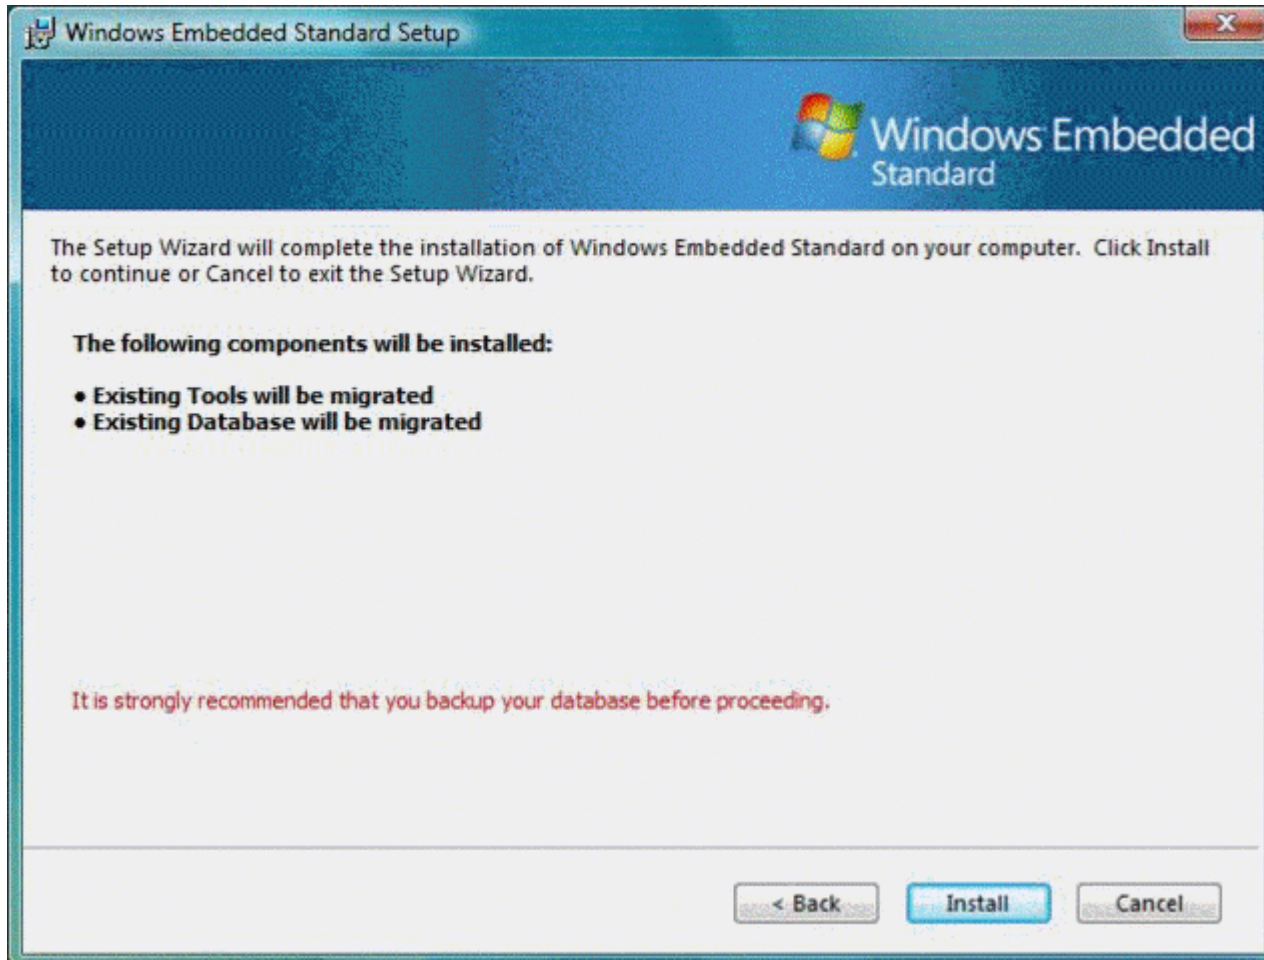 Windows Embedded Standard Setup
Windows Embedded
Standard
The Setup Wizard will complete the installation of Windows Embedded Standard on your computer. Click Install
to continue or Cancel to exit the Setup Wizard.
The following components will be installed:
• Existing Tools will be migrated
• Existing Database will be migrated
It is strongly recommended that you backup your database before proceeding.
< Back Install Cancel